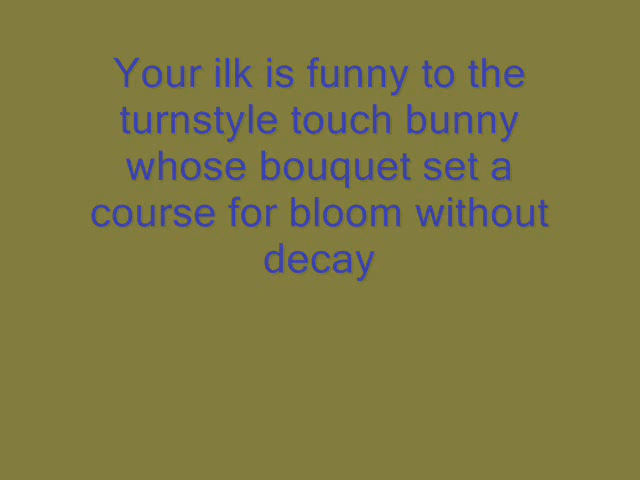 Your ilk is funny to the
turnstyle touch bunny
whose bouquet set a
course for bloom without
decay